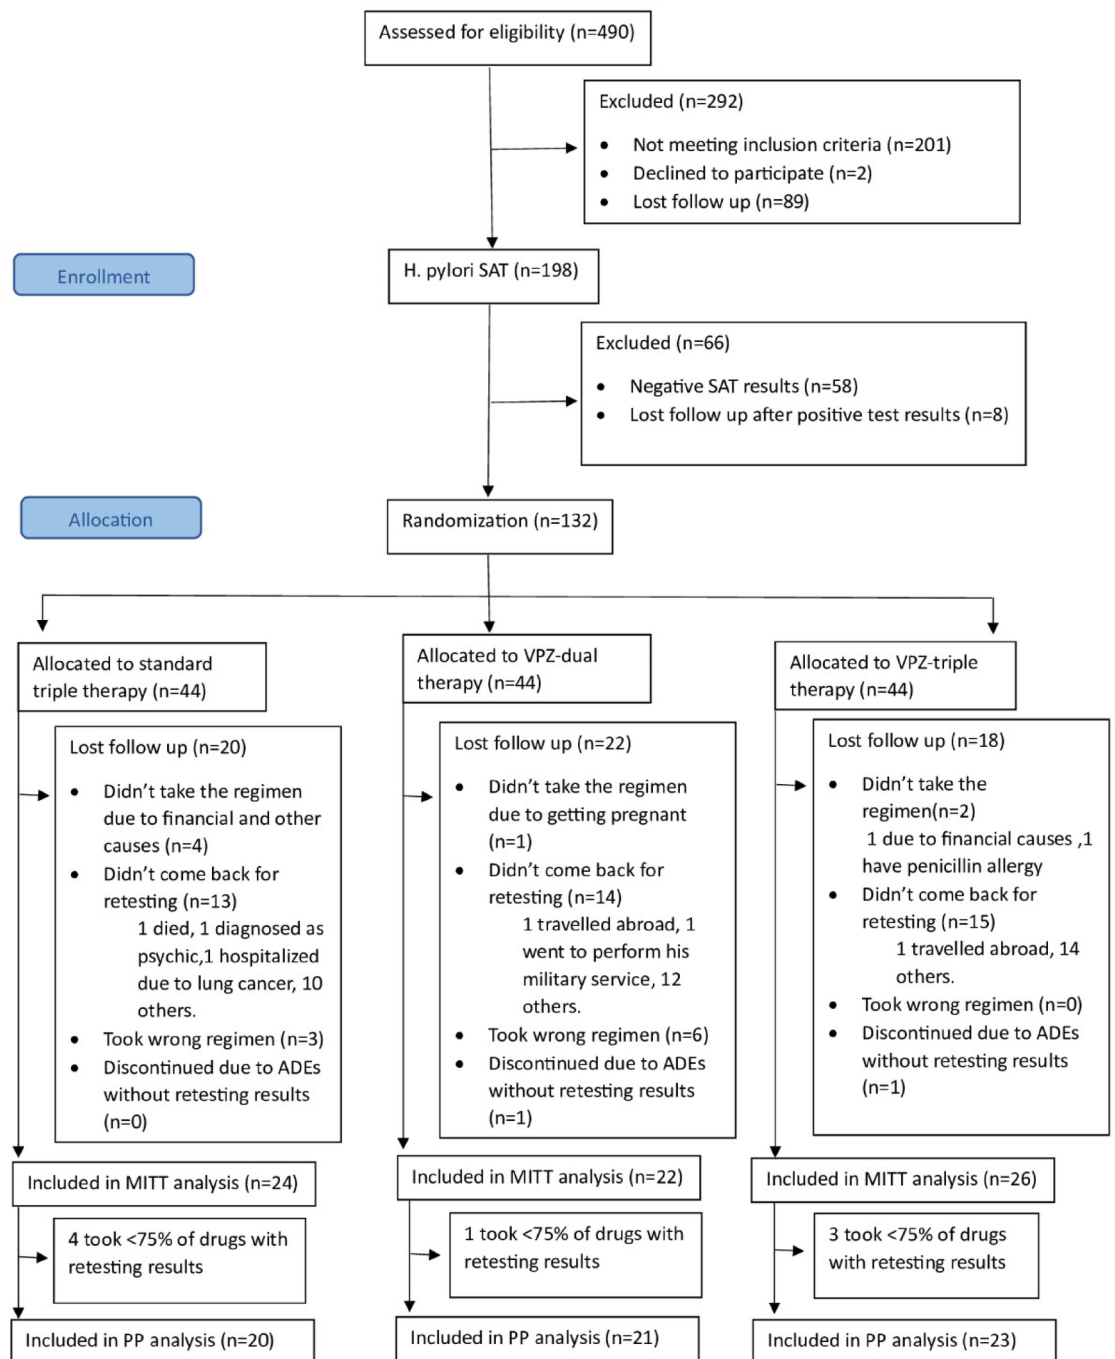 Assessed for eligibility (n=490)
Excluded (n=292)
• Not meeting inclusion criteria (n=201)
• Declined to participate (n=2)
• Lost follow up (n=89)
Enrollment
H. pylori SAT (n=198)
Excluded (n=66)
• Negative SAT results (n=58)
• Lost follow up after positive test results (n=8)
Allocation
Randomization (n=132)
Allocated to standard
triple therapy (n=44)
Lost follow up (n=20)
• Didn't take the regimen
due to financial and other
causes (n=4)
• Didn't come back for
retesting (n=13)
1 died, 1 diagnosed as
psychic,1 hospitalized
due to lung cancer, 10
others.
• Took wrong regimen (n=3)
• Discontinued due to ADEs
without retesting results
(n=0)
Included in MITT analysis (n=24)
4 took <75% of drugs with
retesting results
Included in PP analysis (n=20)
Allocated to VPZ-dual
therapy (n=44)
Lost follow up (n=22)
• Didn't take the regimen
due to getting pregnant
(n=1)
• Didn't come back for
retesting (n=14)
1 travelled abroad, 1
went to perform his
military service, 12
others.
• Took wrong regimen (n=6)
• Discontinued due to ADEs
without retesting results
(n=1)
Included in MITT analysis (n=22)
1 took <75% of drugs with
retesting results
Included in PP analysis (n=21)
Allocated to VPZ-triple
therapy (n=44)
Lost follow up (n=18)
• Didn't take the
regimen(n=2)
1 due to financial causes ,1
have penicillin allergy
• Didn't come back for
retesting (n=15)
1 travelled abroad, 14
others.
• Took wrong regimen (n=0)
• Discontinued due to ADEs
without retesting results
(n=1)
Included in MITT analysis (n=26)
3 took <75% of drugs
with retesting results
Included in PP analysis (n=23)